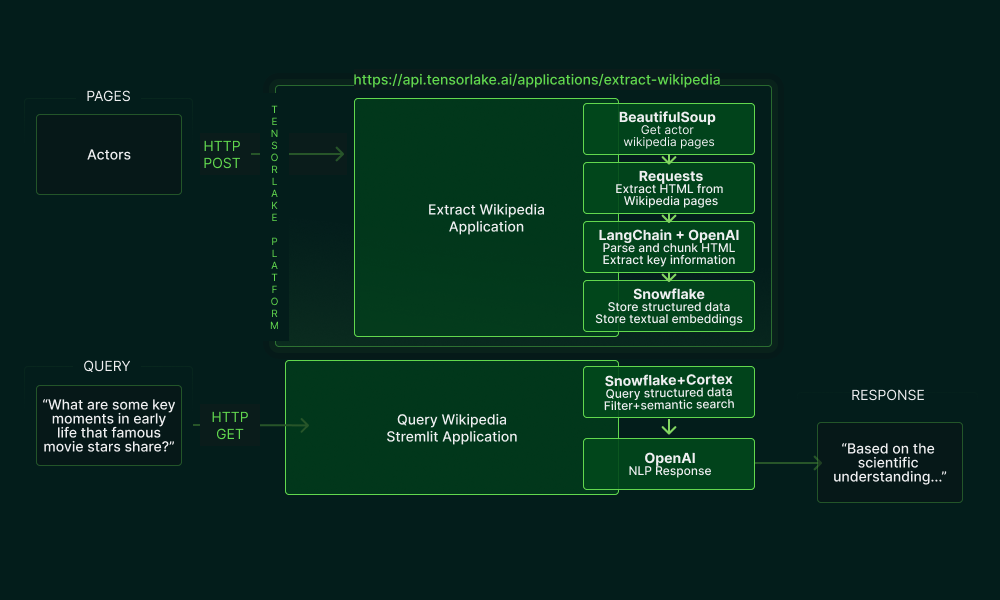 https://api.tensorlake.ai/applications/extract-wikipedia
PAGES
Actors
HTTP
POST
TENSORLAKE PLATFORM
Extract Wikipedia
Application
BeautifulSoup
Get actor
wikipedia pages
Requests
Extract HTML from
Wikipedia pages
LangChain + OpenAI
Parse and chunk HTML
Extract key information
Snowflake
Store structured data
Store textual embeddings
QUERY
“What are some key
moments in early
life that famous
movie stars share?”
HTTP
GET
Query Wikipedia
Stremlit Application
Snowflake+Cortex
Query structured data
Filter+semantic search
OpenAI
NLP Response
RESPONSE
“Based on the
scientific
understanding...”